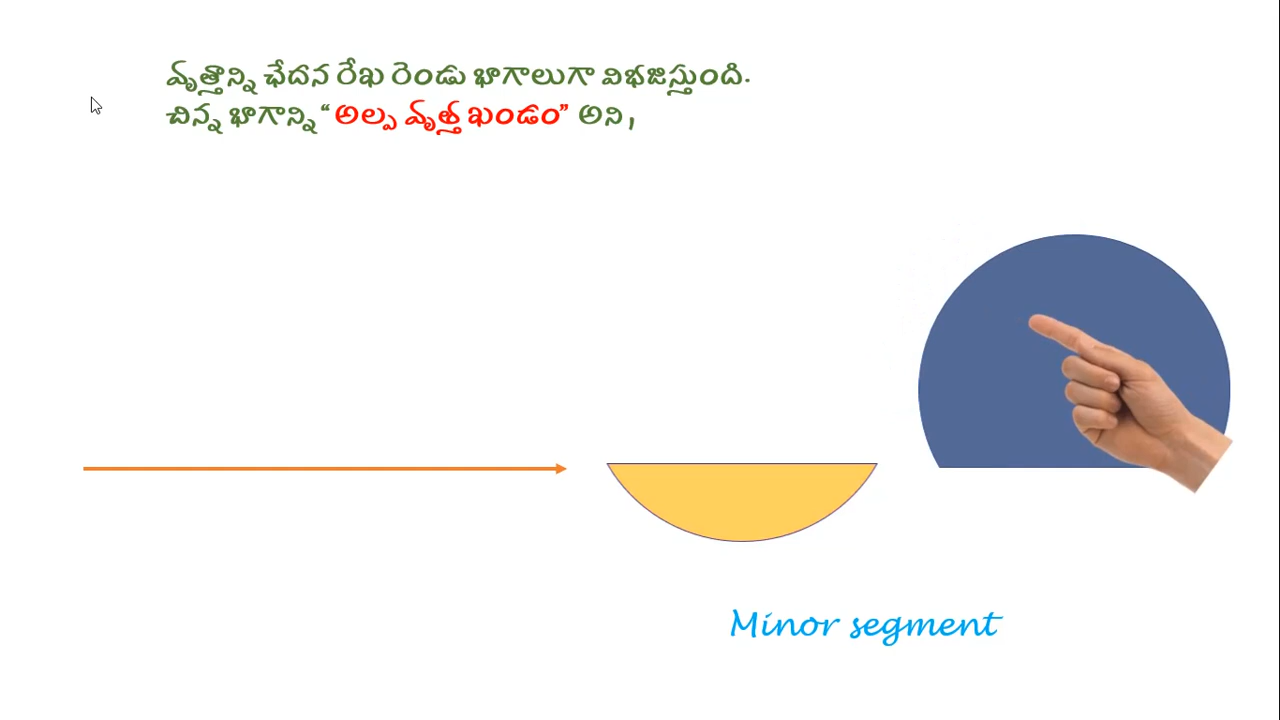 వృత్తాన్ని ఛేదన రేఖ రెండు భాగాలుగా విభజిస్తుంది.
చిన్న భాగాన్ని “అల్ప వృత్త ఖండం” అని,
Minor segment